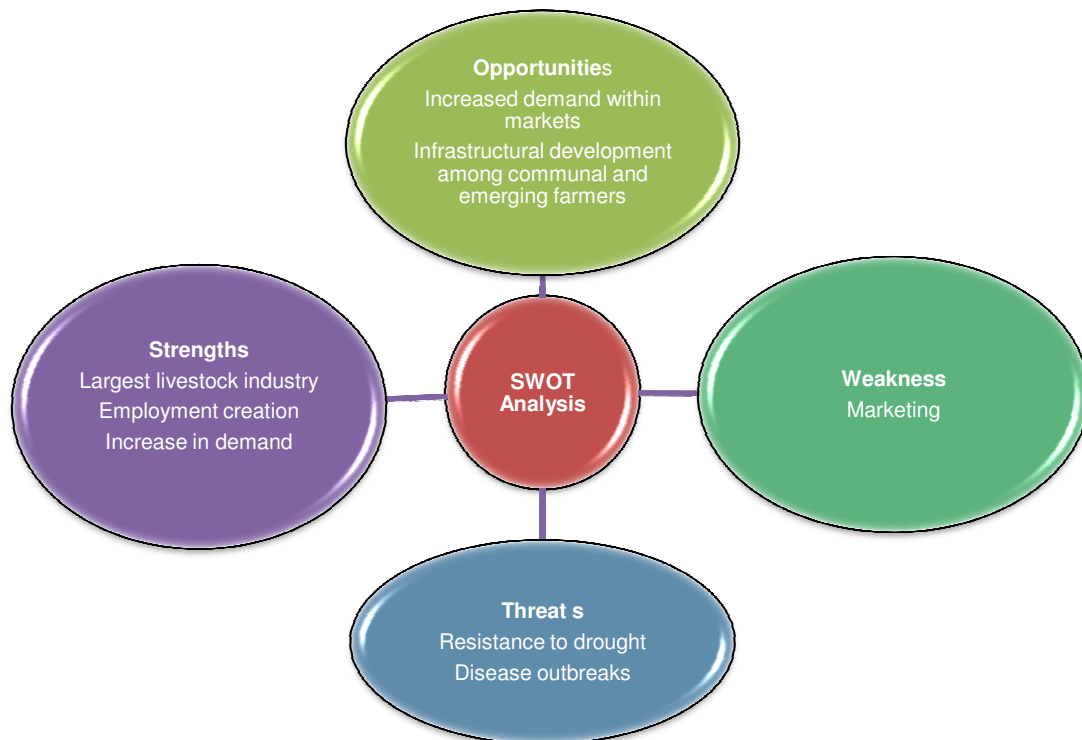 Opportunities
Increased demand within
markets
Infrastructural development
among communal and
emerging farmers
Strengths
Largest livestock industry
Employment creation
Increase in demand
SWOT
Analysis
Weakness
Marketing
Threat s
Resistance to drought
Disease outbreaks